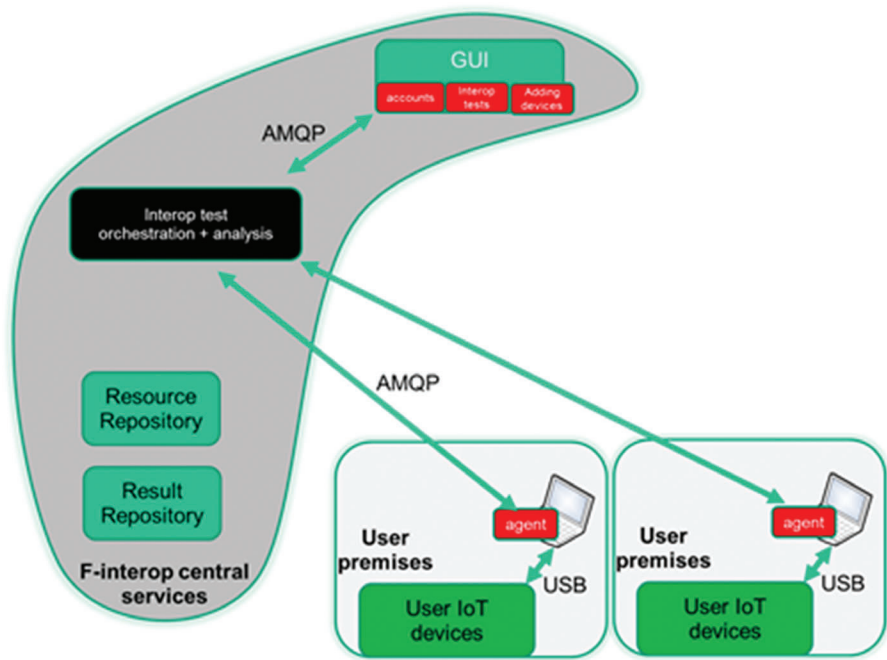 GUI
accounts
Interop
tests
Adding
devices
AMQP
Interop test
orchestration + analysis
AMQP
Resource
Repository
Result
Repository
F-interop central
services
agent
User
premises
USB
User IoT
devices
agent
User
premises
USB
User IoT
devices